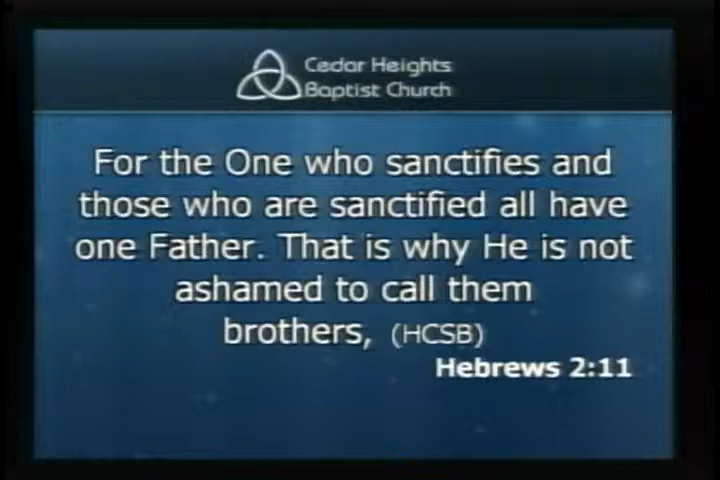 Cedar Heights
Baptist Church
For the One who sanctifies and
those who are sanctified all have
one Father. That is why He is not
ashamed to call them
brothers, (HCSB)
Hebrews 2:11